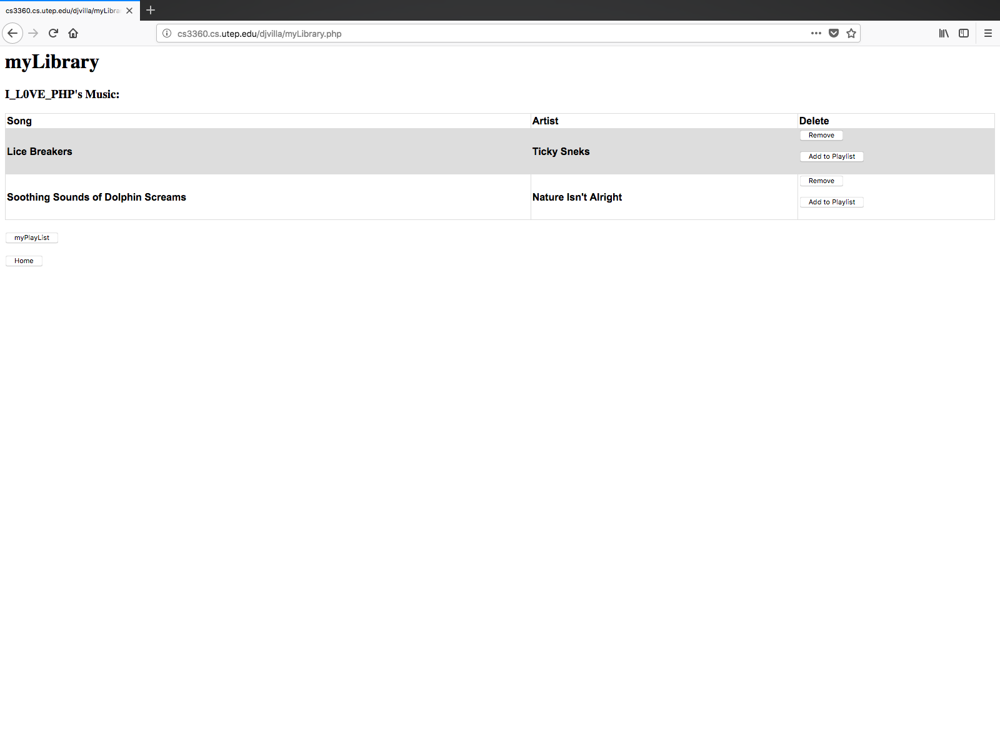 cs3360.cs.utep.edu/djvilla/myLibra
cs3360.cs.utep.edu/djvilla/myLibrary.php
myLibrary
I_L0VE_PHP's Music:
Song Artist Delete
Remove
Lice Breakers Ticky Sneks
Add to Playlist
Remove
Soothing Sounds of Dolphin Screams Nature Isn't Alright
Add to Playlist
myPlayList
Home